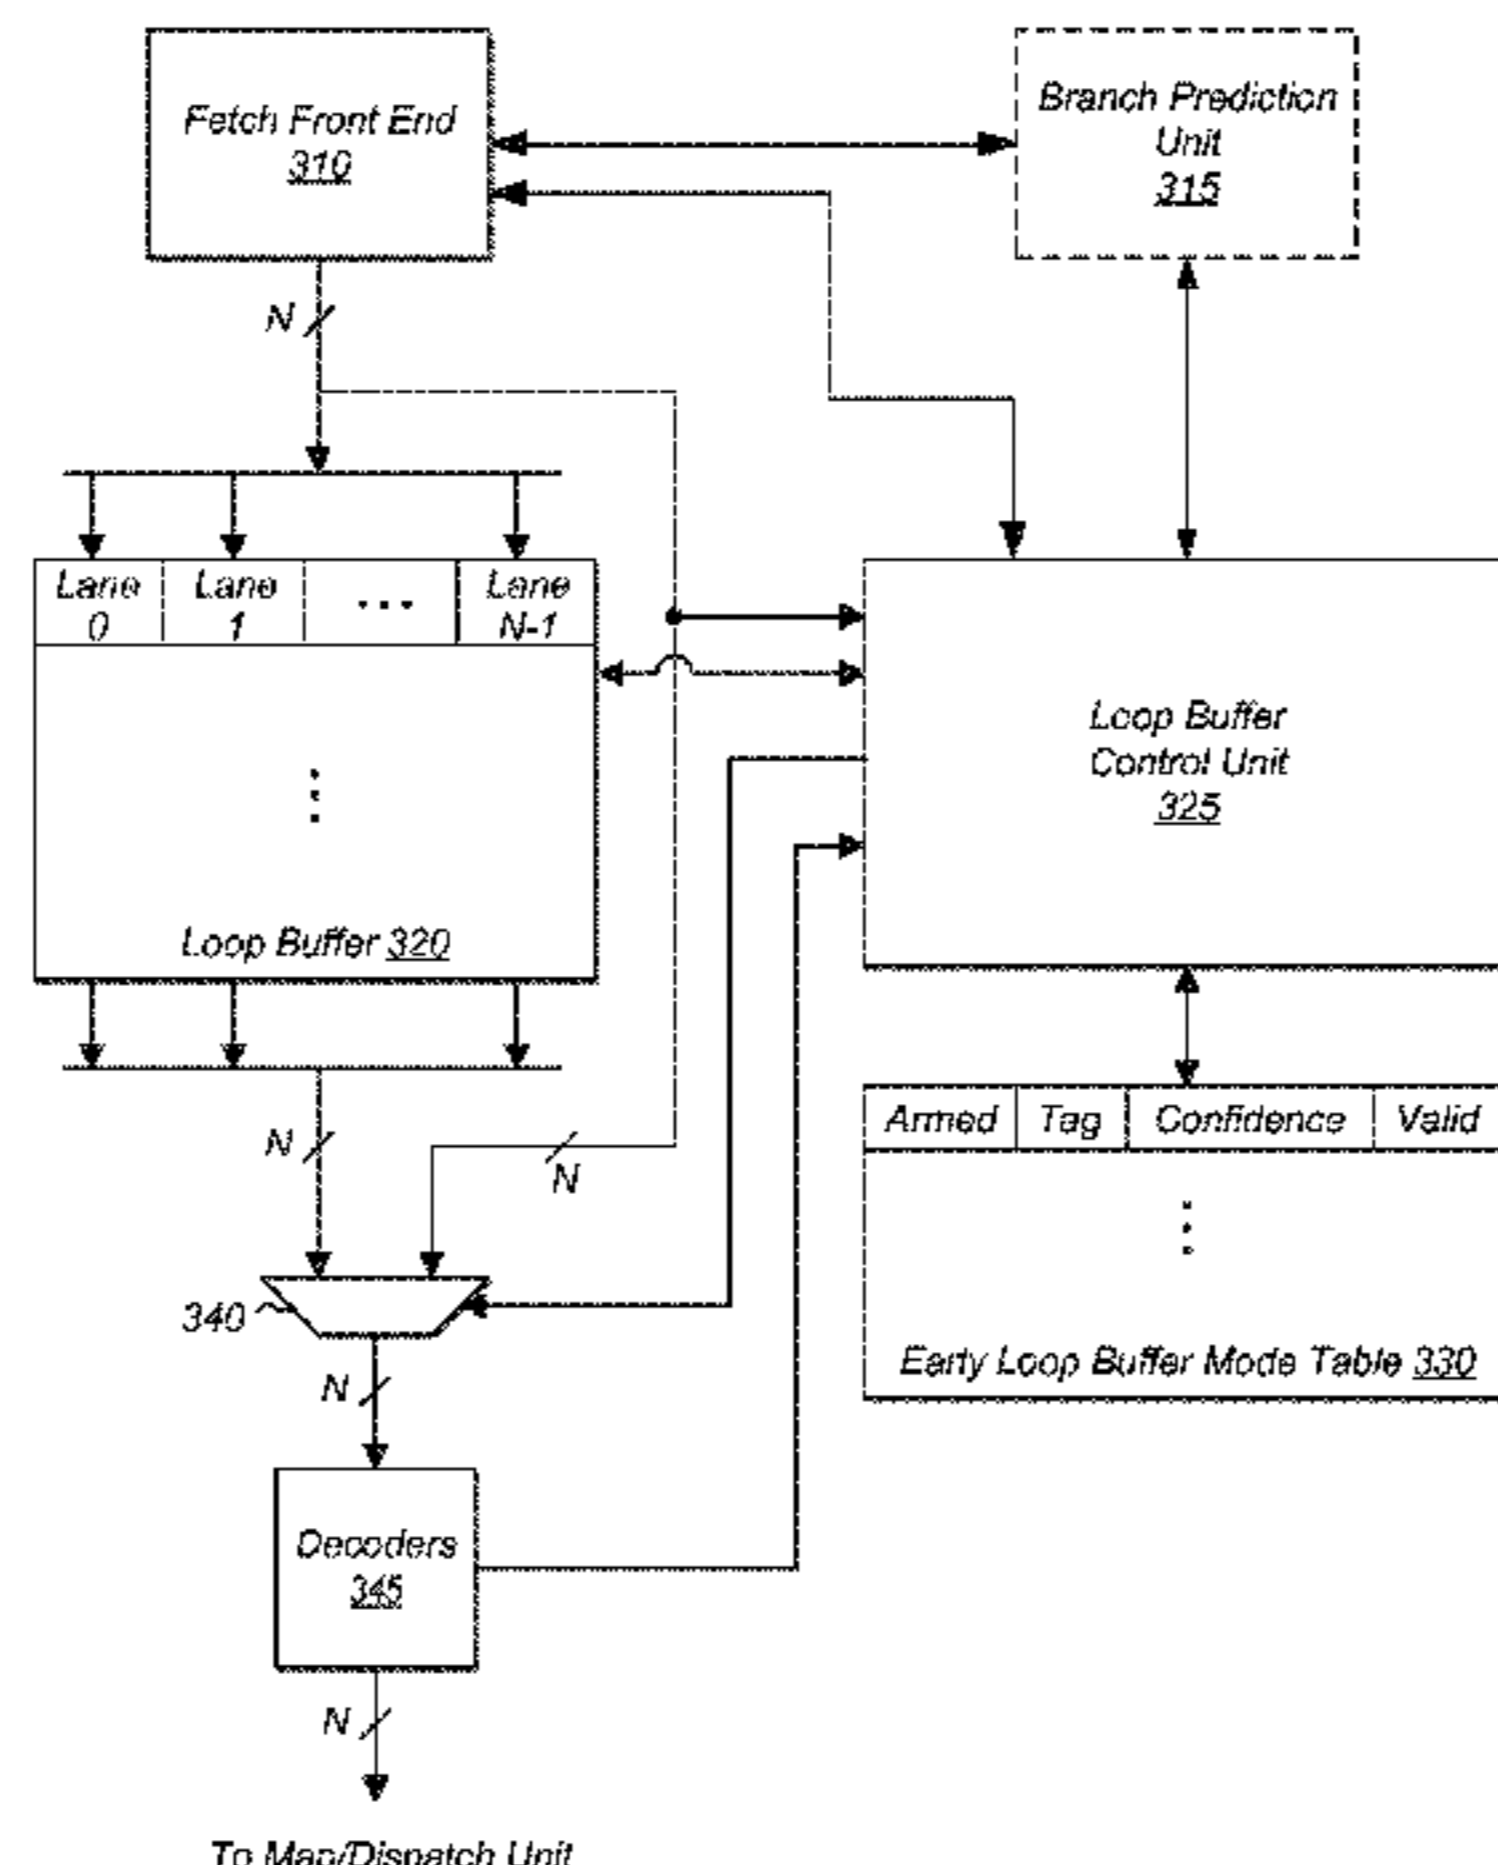 Fetch Front End
310
Branch Prediction
Unit
315
N
Lane
0
Lane
1
...
Lane
N-1
Loop Buffer 320
Loop Buffer
Control Unit
325
Armed
Tag
Confidence
Valid
Early Loop Buffer Mode Table 330
N
N
340
N
Decoders
345
N
To Map/Dispatch Unit